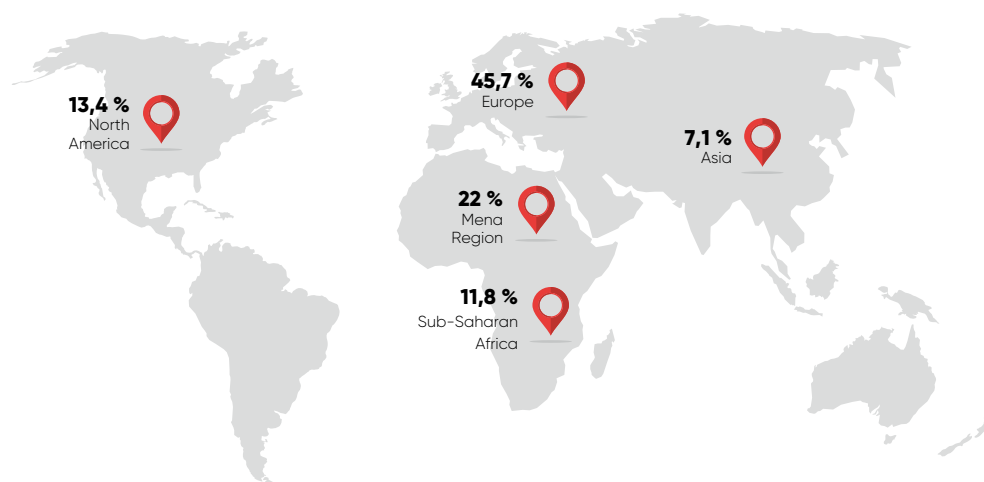 13,4 %
North
America
45,7 %
Europe
7,1 %
Asia
22 %
Mena
Region
11,8 %
Sub-Saharan
Africa